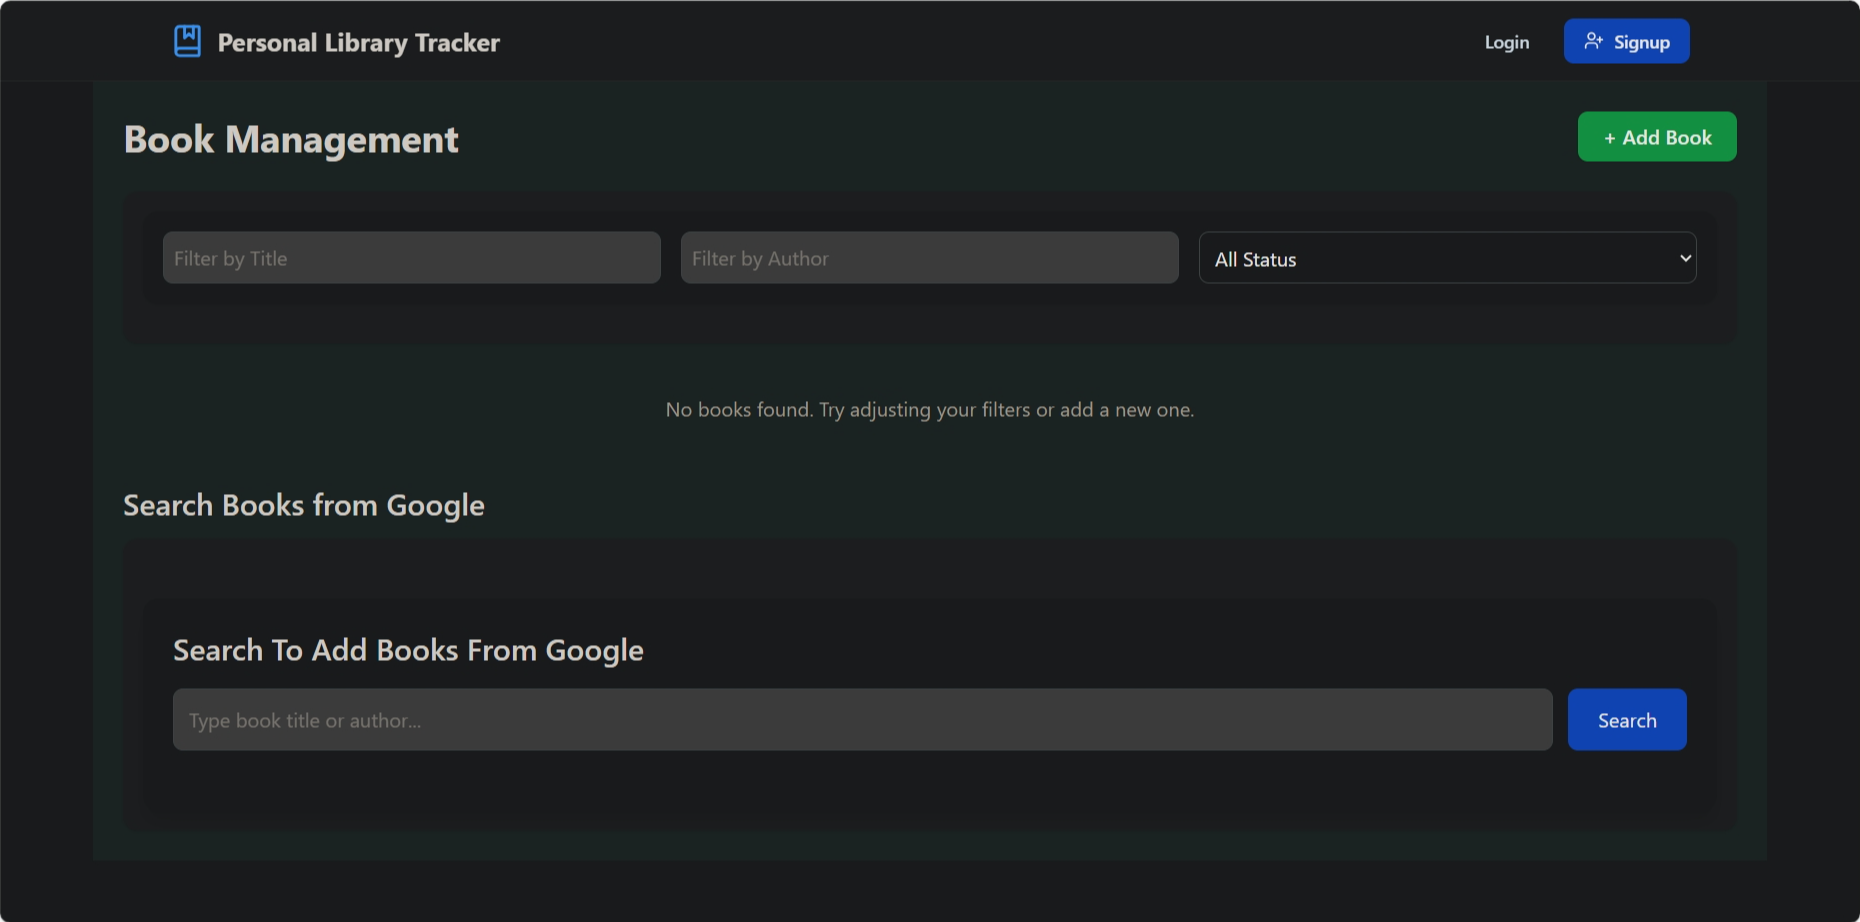 Personal Library Tracker
Login
Signup
Book Management
+ Add Book
Filter by Title
Filter by Author
All Status
No books found. Try adjusting your filters or add a new one.
Search Books from Google
Search To Add Books From Google
Type book title or author...
Search